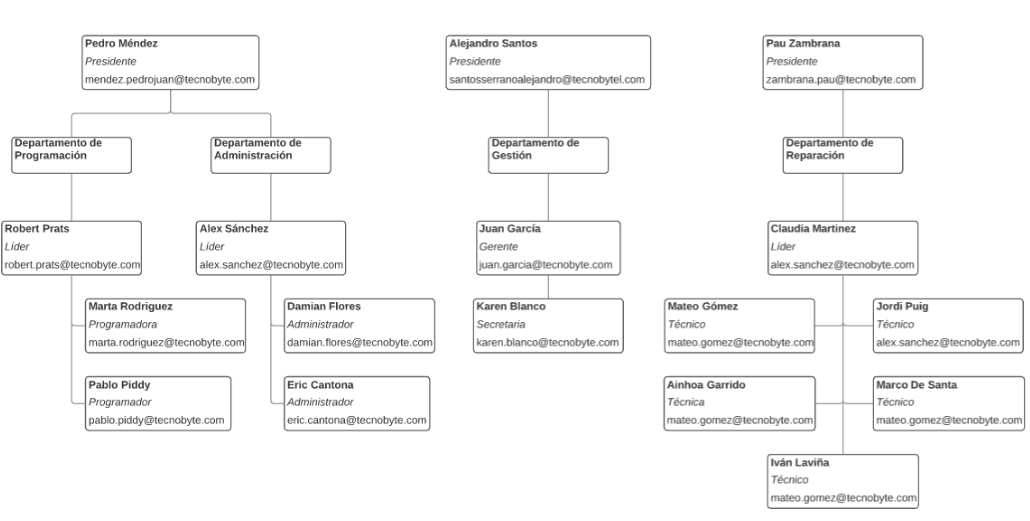 Pedro Méndez
Presidente
mendez.pedrojuan@tecnobyte.com
Alejandro Santos
Presidente
santosserranoalejandro@tecnobytel.com
Pau Zambrana
Presidente
zambrana.pau@tecnobyte.com
Departamento de
Programación
Departamento de
Administración
Departamento de
Gestión
Departamento de
Reparación
Robert Prats
Líder
robert.prats@tecnobyte.com
Alex Sánchez
Líder
alex.sanchez@tecnobyte.com
Juan García
Gerente
juan.garcia@tecnobyte.com
Claudia Martinez
Líder
alex.sanchez@tecnobyte.com
Marta Rodriguez
Programadora
marta.rodriguez@tecnobyte.com
Damian Flores
Administrador
damian.flores@tecnobyte.com
Karen Blanco
Secretaria
karen.blanco@tecnobyte.com
Mateo Gómez
Técnico
mateo.gomez@tecnobyte.com
Jordi Puig
Técnico
alex.sanchez@tecnobyte.com
Pablo Piddy
Programador
pablo.piddy@tecnobyte.com
Eric Cantona
Administrador
eric.cantona@tecnobyte.com
Ainhoa Garrido
Técnica
mateo.gomez@tecnobyte.com
Marco De Santa
Técnico
mateo.gomez@tecnobyte.com
Iván Laviña
Técnico
mateo.gomez@tecnobyte.com